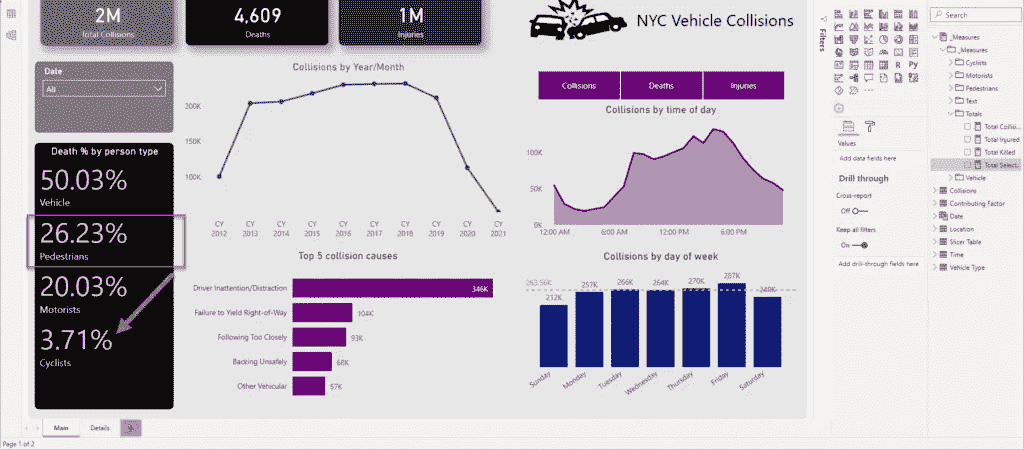 2M
Total Collisions
4,609
Deaths
1M
Injuries
NYC Vehicle Collisions
Date
All
Death % by person type
50.03%
Vehicle
26.23%
Pedestrians
20.03%
Motorists
3.71%
Cyclists
Collisions by Year/Month
200K
150K
100K
CY 2012
CY 2013
CY 2014
CY 2015
CY 2016
CY 2017
CY 2018
CY 2019
CY 2020
CY 2021
Collisions
Deaths
Injuries
Collisions by time of day
100K
50K
0K
12:00 AM
6:00 AM
12:00 PM
6:00 PM
Top 5 collision causes
Driver Inattention/Distraction
346K
Failure to Yield Right-of-Way
104K
Following Too Closely
93K
Backing Unsafely
68K
Other Vehicular
57K
Collisions by day of week
263.56K
212K
257K
266K
264K
270K
287K
Sunday
Monday
Tuesday
Wednesday
Thursday
Friday
Saturday
Main
Details
Page 1 of 2
Filters
Values
Add data fields here
Drill through
Cross-report
Off
Keep all filters
On
Add drill-through fields here
Search
_Measures
_Measures
Cyclists
Motorists
Pedestrians
Text
Totals
Total Collisio...
Total Injured
Total Killed
Total Select...
Vehicle
Collisions
Contributing Factor
Date
Location
Slicer Table
Time
Vehicle Type